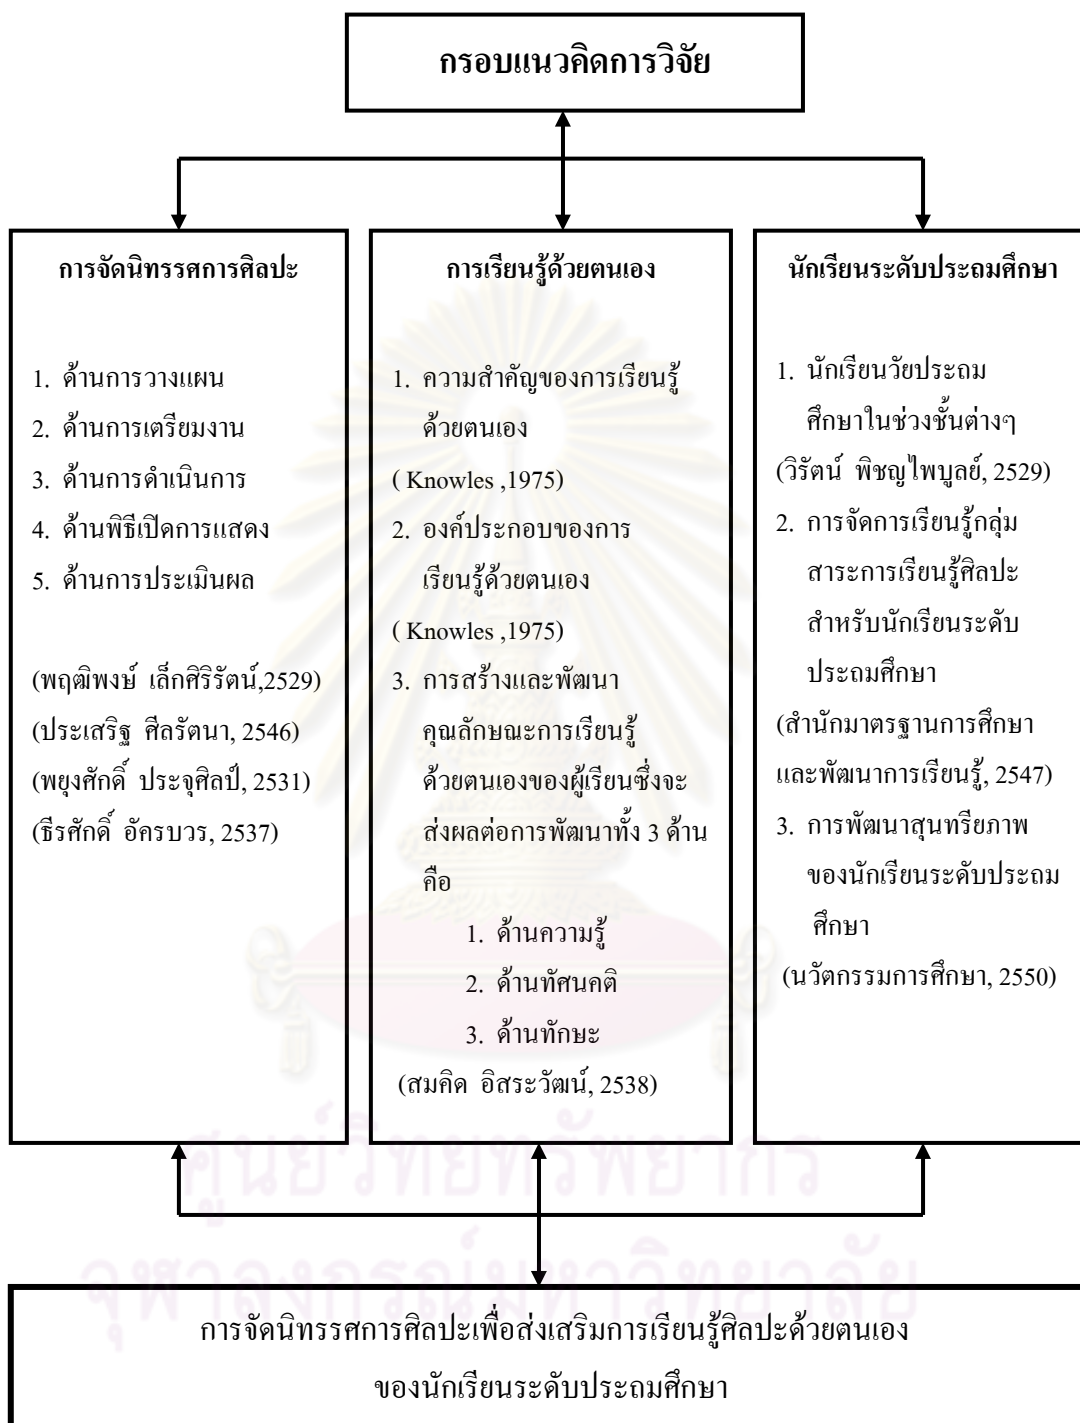 กรอบแนวคิดการวิจัย
การจัดนิทรรศการศิลปะ
1. ด้านการวางแผน
2. ด้านการเตรียมงาน
3. ด้านการดำเนินการ
4. ด้านพิธีเปิดการแสดง
5. ด้านการประเมินผล
(พฤฒิพงษ์ เล็กศิริรัตน์,2529)
(ประเสริฐ ศีลรัตนา, 2546)
(พยุงศักดิ์ ประจุศิลป์, 2531)
(ธีรศักดิ์ อัครบวร, 2537)
การเรียนรู้ด้วยตนเอง
1. ความสำคัญของการเรียนรู้
ด้วยตนเอง
( Knowles ,1975)
2. องค์ประกอบของการ
เรียนรู้ด้วยตนเอง
( Knowles ,1975)
3. การสร้างและพัฒนา
คุณลักษณะการเรียนรู้
ด้วยตนเองของผู้เรียนซึ่งจะ
ส่งผลต่อการพัฒนาทั้ง 3 ด้าน
คือ
1. ด้านความรู้
2. ด้านทัศนคติ
3. ด้านทักษะ
(สมคิด อิสระวัฒน์, 2538)
นักเรียนระดับประถมศึกษา
1. นักเรียนวัยประถม
ศึกษาในช่วงชั้นต่างๆ
(วิรัตน์ พิชญไพบูลย์, 2529)
2. การจัดการเรียนรู้กลุ่ม
สาระการเรียนรู้ศิลปะ
สำหรับนักเรียนระดับ
ประถมศึกษา
(สำนักมาตรฐานการศึกษา
และพัฒนาการเรียนรู้, 2547)
3. การพัฒนาสุนทรียภาพ
ของนักเรียนระดับประถม
ศึกษา
(นวัตกรรมการศึกษา, 2550)
ศูนย์วิทยทรัพยากร
จุฬาลงกรณ์มหาวิทยาลัย
การจัดนิทรรศการศิลปะเพื่อส่งเสริมการเรียนรู้ศิลปะด้วยตนเอง
ของนักเรียนระดับประถมศึกษา